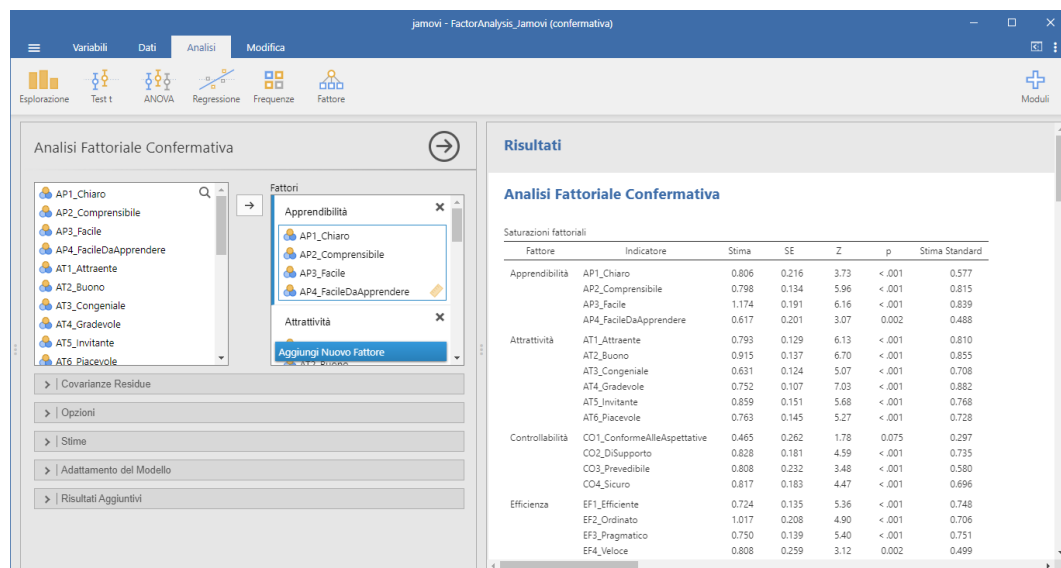 jamovi - FactorAnalysis_Jamovi (confermativa)
Variabili Dati Analisi Modifica
Esplorazione Test t ANOVA Regressione Frequenze Fattore Moduli
Analisi Fattoriale Confermativa
AP1_Chiaro
AP2_Comprensibile
AP3_Facile
AP4_FacileDaApprendere
AT1_Attraente
AT2_Buono
AT3_Congeniale
AT4_Gradevole
AT5_Invitante
AT6_Piacevole
Fattori
Apprendibilità
AP1_Chiaro
AP2_Comprensibile
AP3_Facile
AP4_FacileDaApprendere
Attrattività
Aggiungi Nuovo Fattore
AT2_Buono
Covarianze Residue
Opzioni
Stime
Adattamento del Modello
Risultati Aggiuntivi
Risultati
Analisi Fattoriale Confermativa
Saturazioni fattoriali
Fattore Indicatore Stima SE Z p Stima Standard
Apprendibilità AP1_Chiaro 0.806 0.216 3.73 < .001 0.577
AP2_Comprensibile 0.798 0.134 5.96 < .001 0.815
AP3_Facile 1.174 0.191 6.16 < .001 0.839
AP4_FacileDaApprendere 0.617 0.201 3.07 0.002 0.488
Attrattività AT1_Attraente 0.793 0.129 6.13 < .001 0.810
AT2_Buono 0.915 0.137 6.70 < .001 0.855
AT3_Congeniale 0.631 0.124 5.07 < .001 0.708
AT4_Gradevole 0.752 0.107 7.03 < .001 0.882
AT5_Invitante 0.859 0.151 5.68 < .001 0.768
AT6_Piacevole 0.763 0.145 5.27 < .001 0.728
Controllabilità CO1_ConformeAlleAspettative 0.465 0.262 1.78 0.075 0.297
CO2_DiSupporto 0.828 0.181 4.59 < .001 0.735
CO3_Prevedibile 0.808 0.232 3.48 < .001 0.580
CO4_Sicuro 0.817 0.183 4.47 < .001 0.696
Efficienza EF1_Efficiente 0.724 0.135 5.36 < .001 0.748
EF2_Ordinato 1.017 0.208 4.90 < .001 0.706
EF3_Pragmatico 0.750 0.139 5.40 < .001 0.751
EF4_Veloce 0.808 0.259 3.12 0.002 0.499